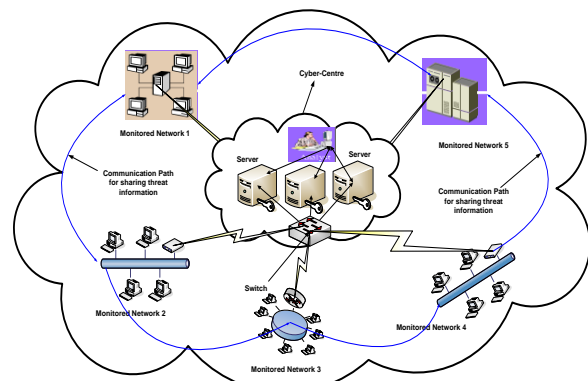 Cyber-Centre
Monitored Network 1
Monitored Network 5
Server
Server
Communication Path
for sharing threat
information
Communication Path
for sharing threat
information
Switch
Monitored Network 2
Monitored Network 4
Monitored Network 3